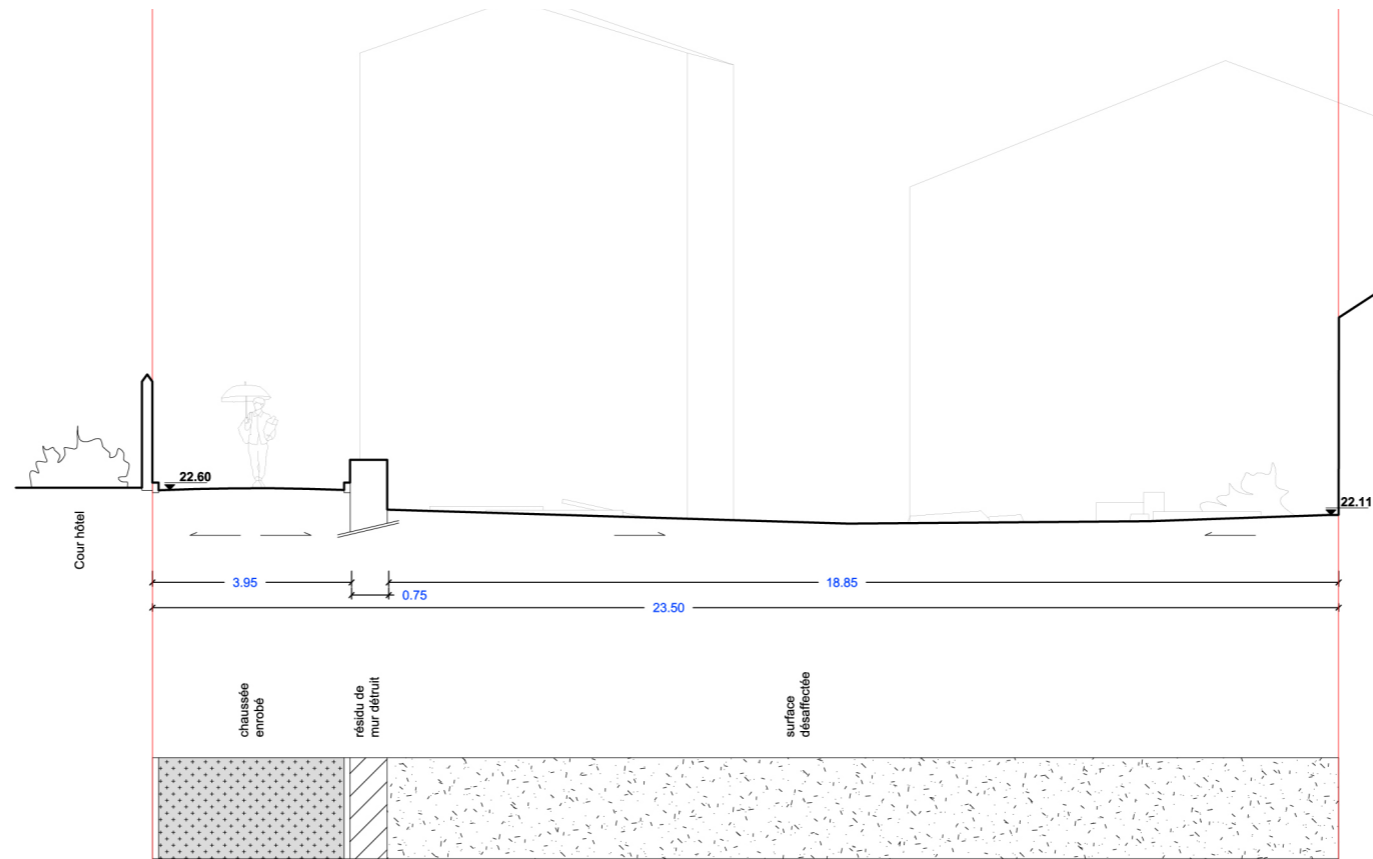 22.60
22.11
Cour hôtel
3.95
18.85
0.75
23.50
chaussée
enrobé
résidu de
mur détruit
surface
désaffectée